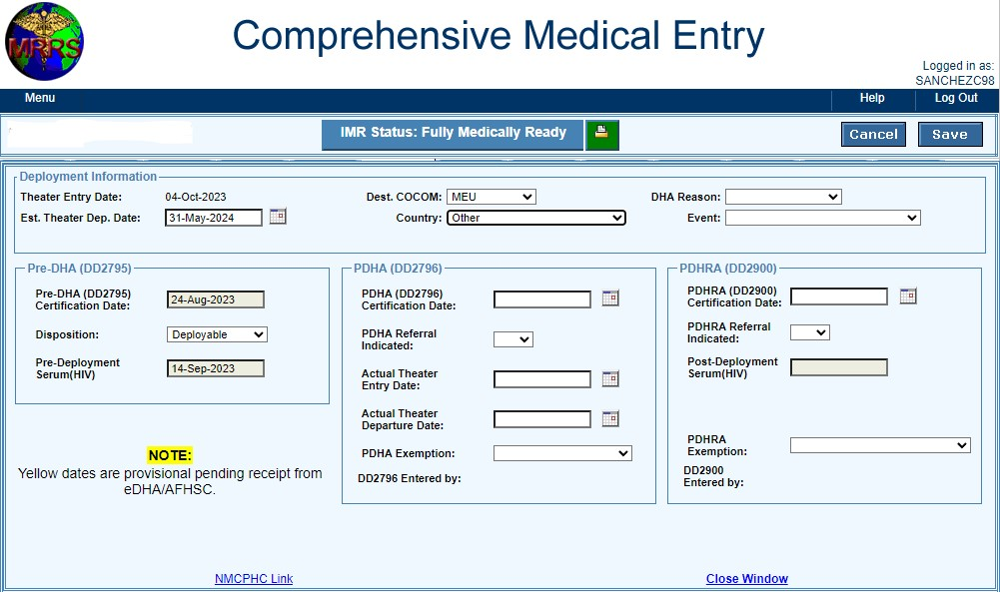 MRRS
Comprehensive Medical Entry
Logged in as:
SANCHEZC98
Menu
Help
Log Out
IMR Status: Fully Medically Ready
Cancel
Save
Deployment Information
Theater Entry Date: 04-Oct-2023
Dest. COCOM: MEU
DHA Reason:
Est. Theater Dep. Date: 31-May-2024
Country: Other
Event:
Pre-DHA (DD2795)
Pre-DHA (DD2795)
Certification Date: 24-Aug-2023
Disposition: Deployable
Pre-Deployment
Serum(HIV) 14-Sep-2023
NOTE:
Yellow dates are provisional pending receipt from
eDHA/AFHSC.
PDHA (DD2796)
PDHA (DD2796)
Certification Date:
PDHA Referral
Indicated:
Actual Theater
Entry Date:
Actual Theater
Departure Date:
PDHA Exemption:
DD2796 Entered by:
PDHRA (DD2900)
PDHRA (DD2900)
Certification Date:
PDHRA Referral
Indicated:
Post-Deployment
Serum(HIV)
PDHRA
Exemption:
DD2900
Entered by:
NMCPHC Link
Close Window